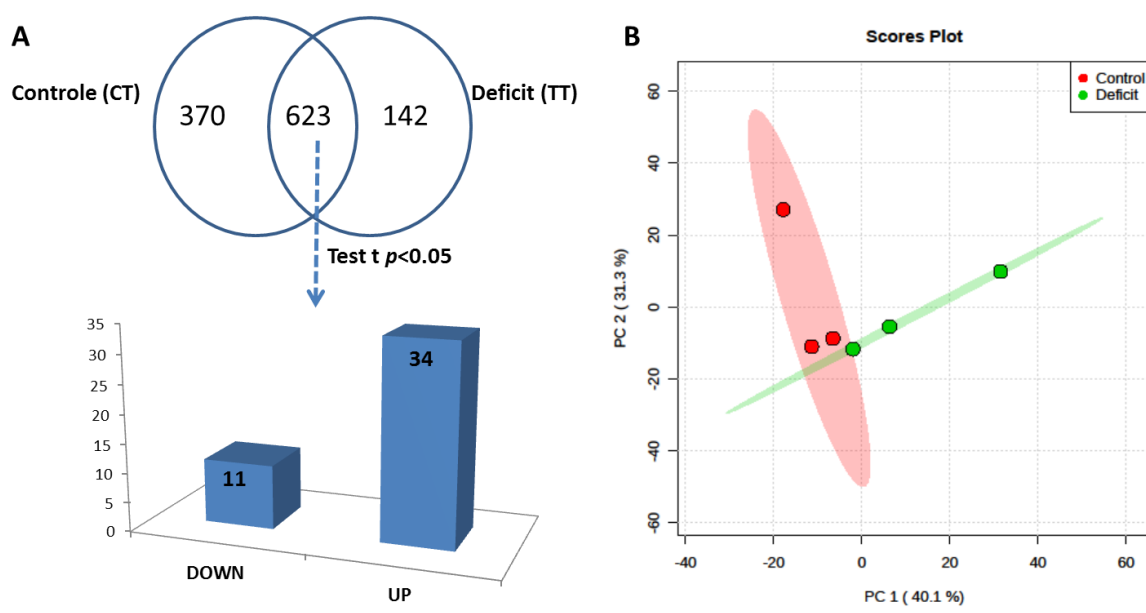 A
Controle (CT)
370
623
142
Deficit (TT)
Test t p<0.05
35
30
25
20
15
10
5
0
11
34
DOWN
UP
B
Scores Plot
Control
Deficit
PC 2 ( 31.3 %)
60
40
20
0
-20
-40
-60
-40
-20
0
20
40
60
PC 1 ( 40.1 %)